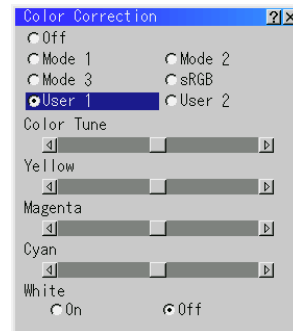 Color Correction ? ×
Off
Mode 1 Mode 2
Mode 3 sRGB
User 1 User 2
Color Tune
Yellow
Magenta
Cyan
White
On Off